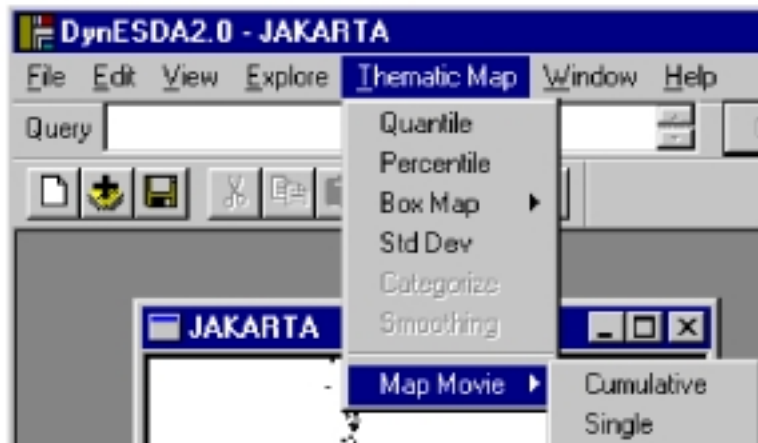 DynESDA2.0 - JAKARTA
File Edit View Explore Thematic Map Window Help
Query
Quantile
Percentile
Box Map
Std Dev
Categorize
Smoothing
JAKARTA
Map Movie
Cumulative
Single